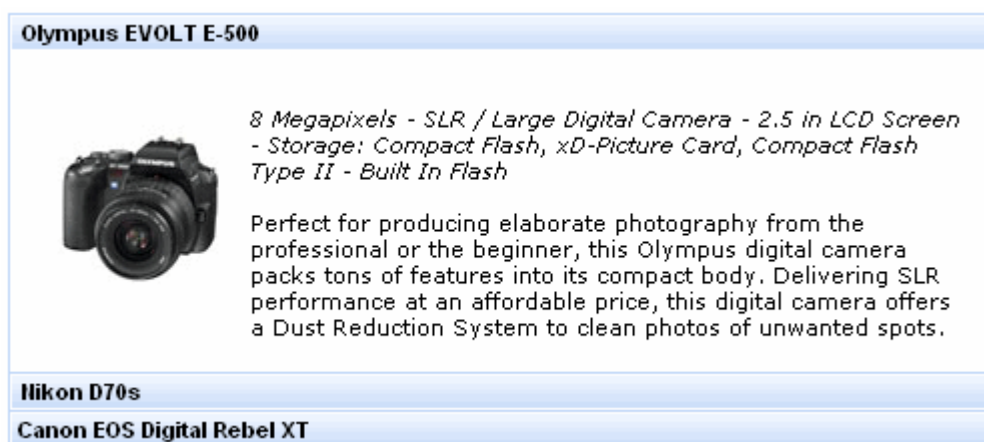 Olympus EVOLT E-500
8 Megapixels - SLR / Large Digital Camera - 2.5 in LCD Screen
- Storage: Compact Flash, xD-Picture Card, Compact Flash
Type II - Built In Flash
OLYMPUS
Perfect for producing elaborate photography from the
professional or the beginner, this Olympus digital camera
packs tons of features into its compact body. Delivering SLR
performance at an affordable price, this digital camera offers
a Dust Reduction System to clean photos of unwanted spots.
Nikon D70s
Canon EOS Digital Rebel XT